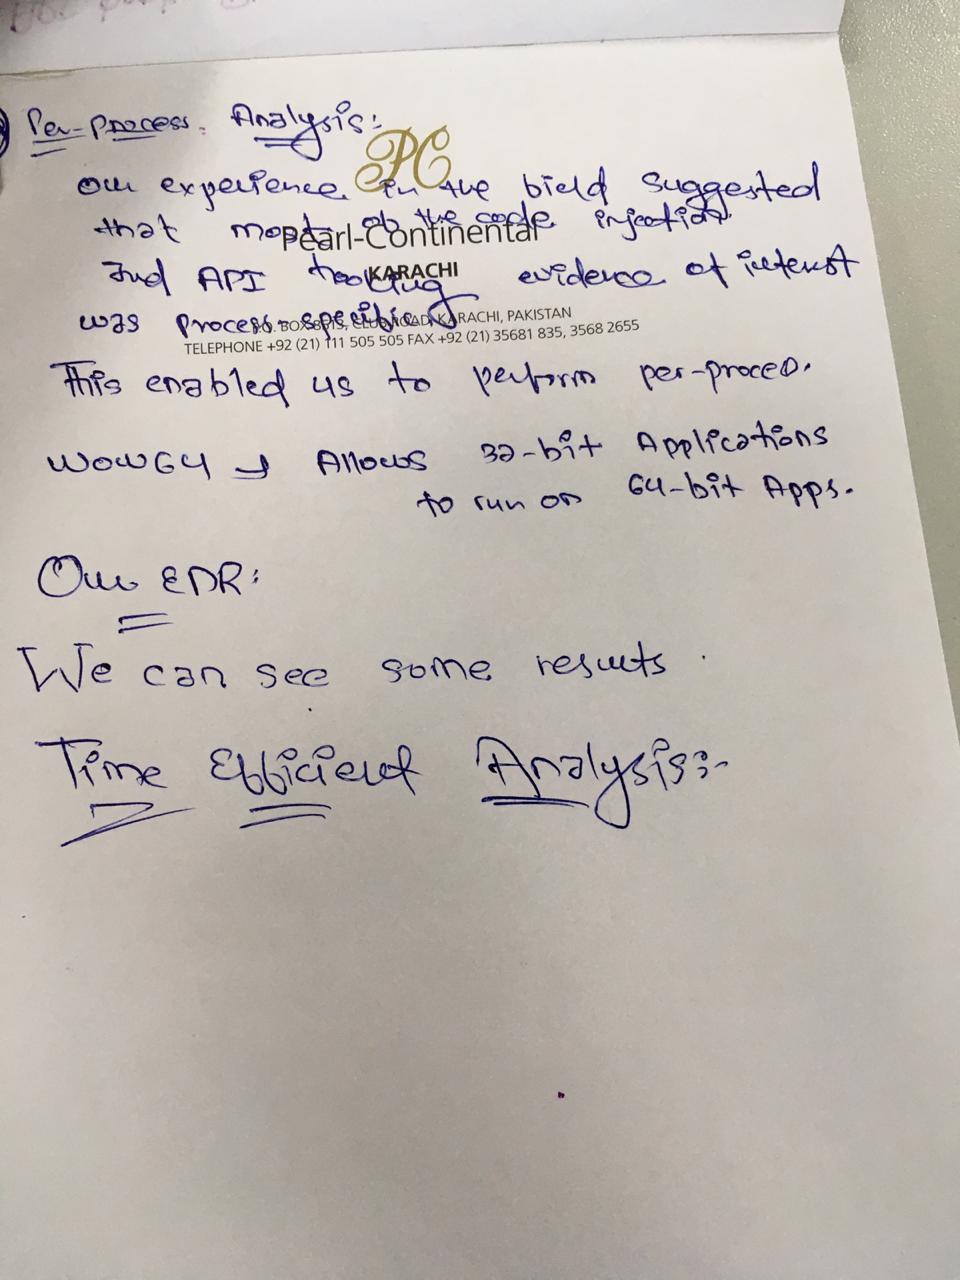 Per-process Analysis:
PC
our experience in the field suggested
that most of the code injection
Pearl-Continental
and API hooking evidence of interest
KARACHI
was process-specific
P.O. BOX 8513, CLUB ROAD, KARACHI, PAKISTAN
TELEPHONE +92 (21) 111 505 505 FAX +92 (21) 35681 835, 3568 2655
This enabled us to perform per-proces.
WOW64 → Allows 32-bit Applications
to run on 64-bit Apps.
Our EDR:
We can see some results.
Time Efficient Analysis:-